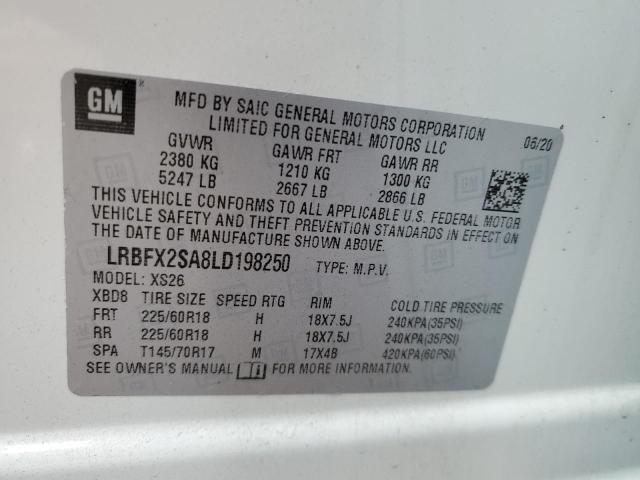 GM
MFD BY SAIC GENERAL MOTORS CORPORATION
LIMITED FOR GENERAL MOTORS LLC 06/20
GVWR GAWR FRT GAWR RR
2380 KG 1210 KG 1300 KG
5247 LB 2667 LB 2866 LB
THIS VEHICLE CONFORMS TO ALL APPLICABLE U.S. FEDERAL MOTOR
VEHICLE SAFETY AND THEFT PREVENTION STANDARDS IN EFFECT ON
THE DATE OF MANUFACTURE SHOWN ABOVE.
LRBFX2SA8LD198250 TYPE: M.P.V.
MODEL: XS26
XBD8 TIRE SIZE SPEED RTG RIM COLD TIRE PRESSURE
FRT 225/60R18 H 18X7.5J 240KPA(35PSI)
RR 225/60R18 H 18X7.5J 240KPA(35PSI)
SPA T145/70R17 M 17X4B 420KPA(60PSI)
SEE OWNER'S MANUAL FOR MORE INFORMATION.